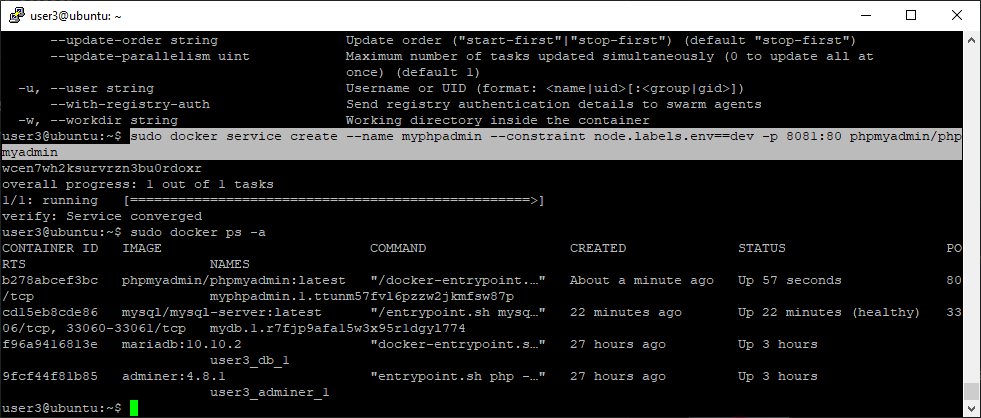 user3@ubuntu: ~
--update-order string Update order ("start-first"|"stop-first") (default "stop-first")
--update-parallelism uint Maximum number of tasks updated simultaneously (0 to update all at
once) (default 1)
-u, --user string Username or UID (format: <name|uid>[:<group|gid>])
--with-registry-auth Send registry authentication details to swarm agents
-w, --workdir string Working directory inside the container
user3@ubuntu:~$ sudo docker service create --name myphpadmin --constraint node.labels.env==dev -p 8081:80 phpmyadmin/php
myadmin
wcen7wh2ksurvrzn3bu0rdoxr
overall progress: 1 out of 1 tasks
1/1: running [==================================================>]
verify: Service converged
user3@ubuntu:~$ sudo docker ps -a
CONTAINER ID IMAGE COMMAND CREATED STATUS PO
RTS NAMES
b278abcef3bc phpmyadmin/phpmyadmin:latest "/docker-entrypoint.…" About a minute ago Up 57 seconds 80
/tcp myphpadmin.1.ttunm57fvl6pzzw2jkmfsw87p
cd15eb8cde86 mysql/mysql-server:latest "/entrypoint.sh mysq…" 22 minutes ago Up 22 minutes (healthy) 33
06/tcp, 33060-33061/tcp mydb.1.r7fjp9afal5w3x95rldgyl774
f96a9416813e mariadb:10.10.2 "docker-entrypoint.s…" 27 hours ago Up 3 hours
user3_db_1
9fcf44f81b85 adminer:4.8.1 "entrypoint.sh php -…" 27 hours ago Up 3 hours
user3_adminer_1
user3@ubuntu:~$